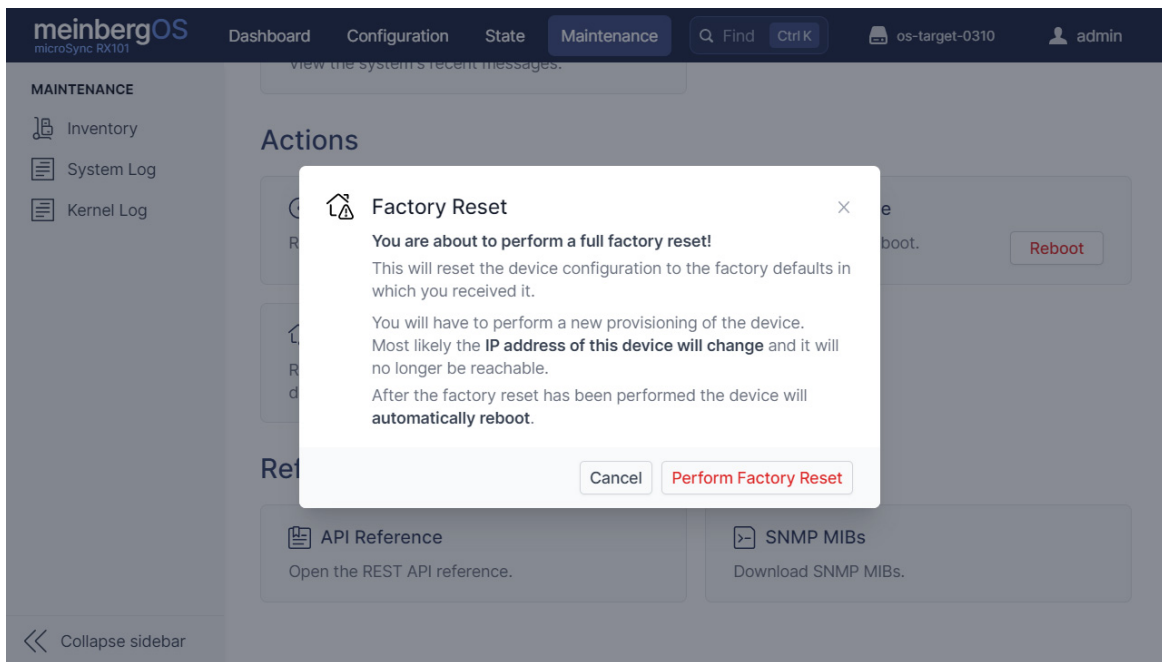 meinbergOS
microSync RX101
Dashboard
Configuration
State
Maintenance
Find
Ctrl K
os-target-0310
admin
MAINTENANCE
Inventory
System Log
Kernel Log
View the system's recent messages.
Actions
Factory Reset
You are about to perform a full factory reset!
This will reset the device configuration to the factory defaults in
which you received it.
You will have to perform a new provisioning of the device.
Most likely the IP address of this device will change and it will
no longer be reachable.
After the factory reset has been performed the device will
automatically reboot.
Cancel
Perform Factory Reset
Reboot
API Reference
Open the REST API reference.
SNMP MIBs
Download SNMP MIBs.
Collapse sidebar